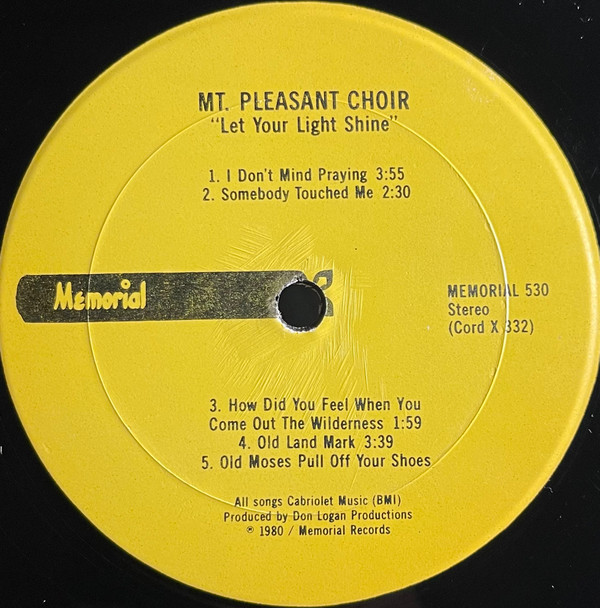 MT. PLEASANT CHOIR
"Let Your Light Shine"
1. I Don't Mind Praying 3:55
2. Somebody Touched Me 2:30
Memorial
MEMORIAL 530
Stereo
(Cord X 332)
3. How Did You Feel When You
Come Out The Wilderness 1:59
4. Old Land Mark 3:39
5. Old Moses Pull Off Your Shoes
All songs Cabriolet Music (BMI)
Produced by Don Logan Productions
℗ 1980 / Memorial Records